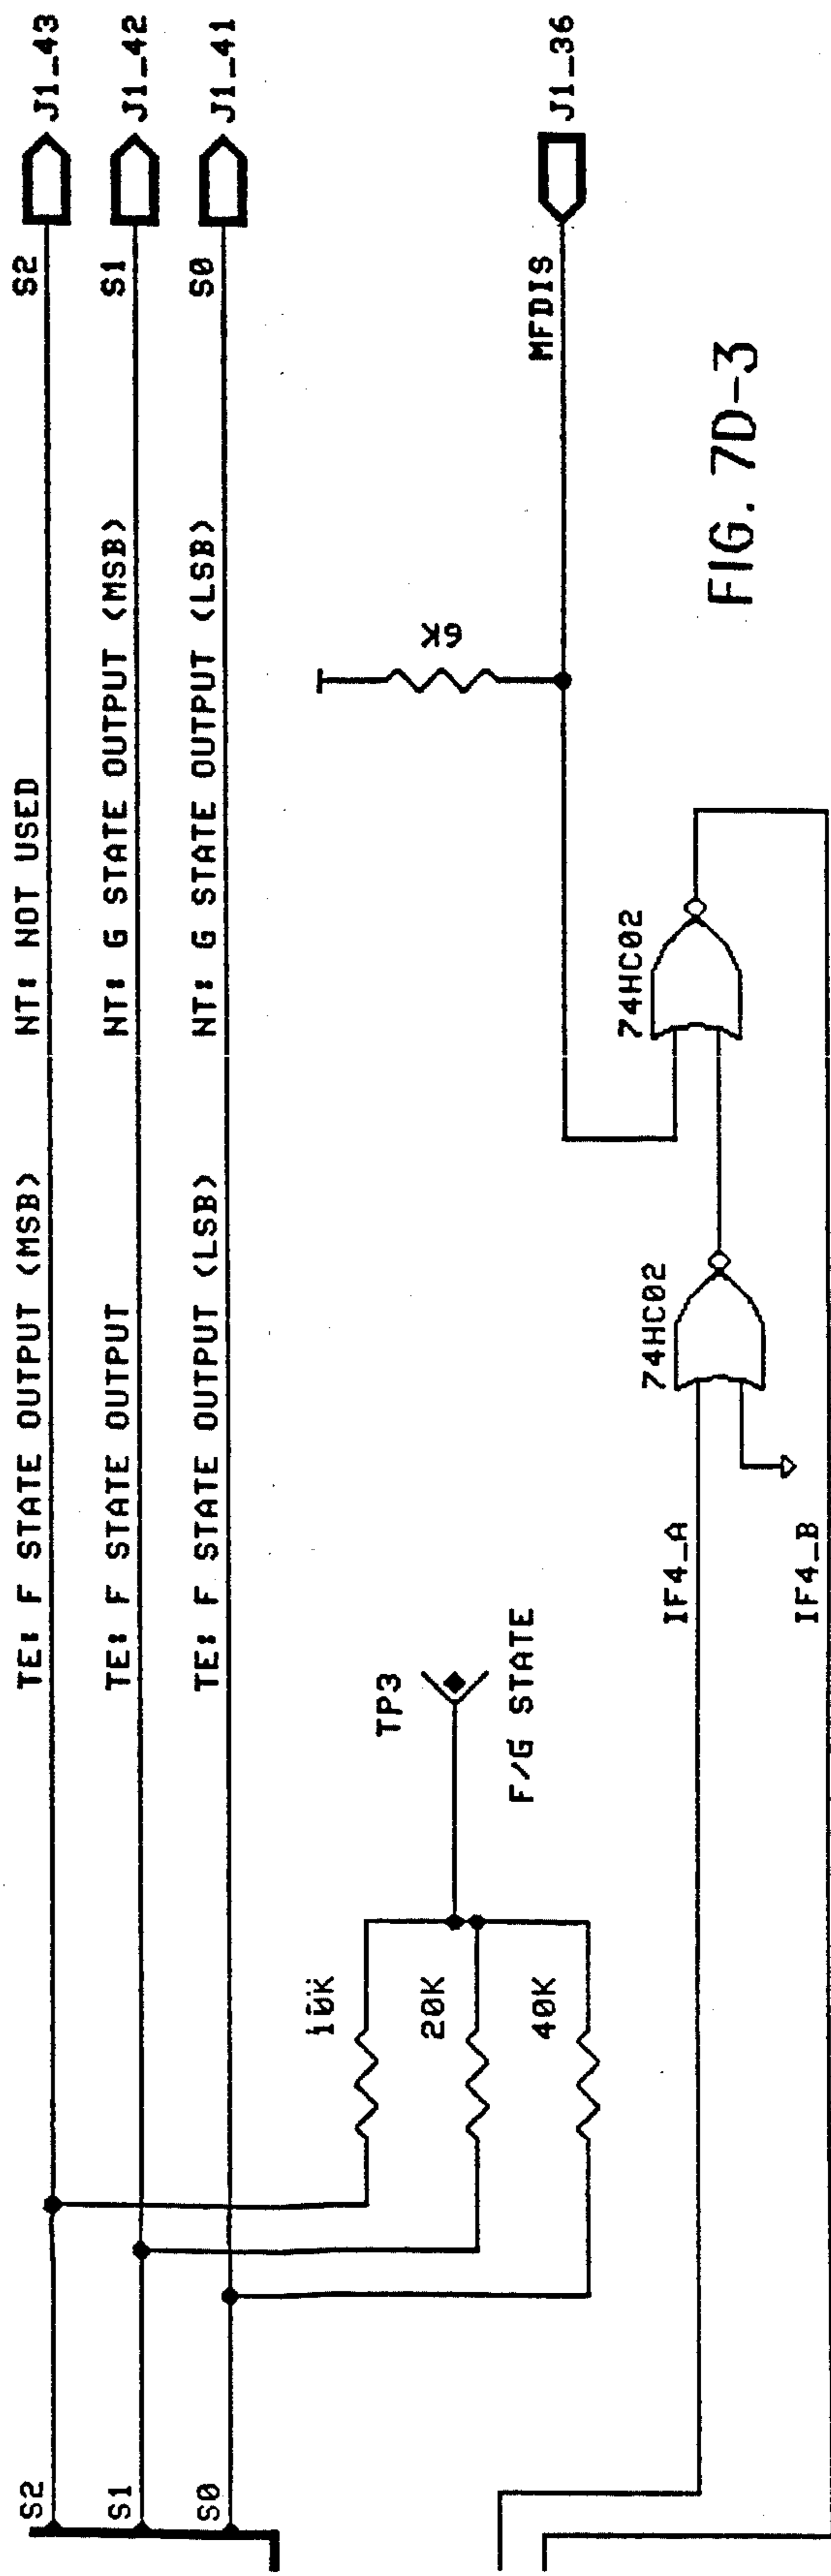 S2
TE: F STATE OUTPUT (MSB)
NT: NOT USED
S2
J1_43
S1
TE: F STATE OUTPUT
NT: G STATE OUTPUT (MSB)
S1
J1_42
S0
TE: F STATE OUTPUT (LSB)
NT: G STATE OUTPUT (LSB)
S0
J1_41
10K
20K
40K
TP3
F/G STATE
6K
MFDIS
J1_36
IF4_A
74HC02
74HC02
IF4_B
FIG. 7D-3